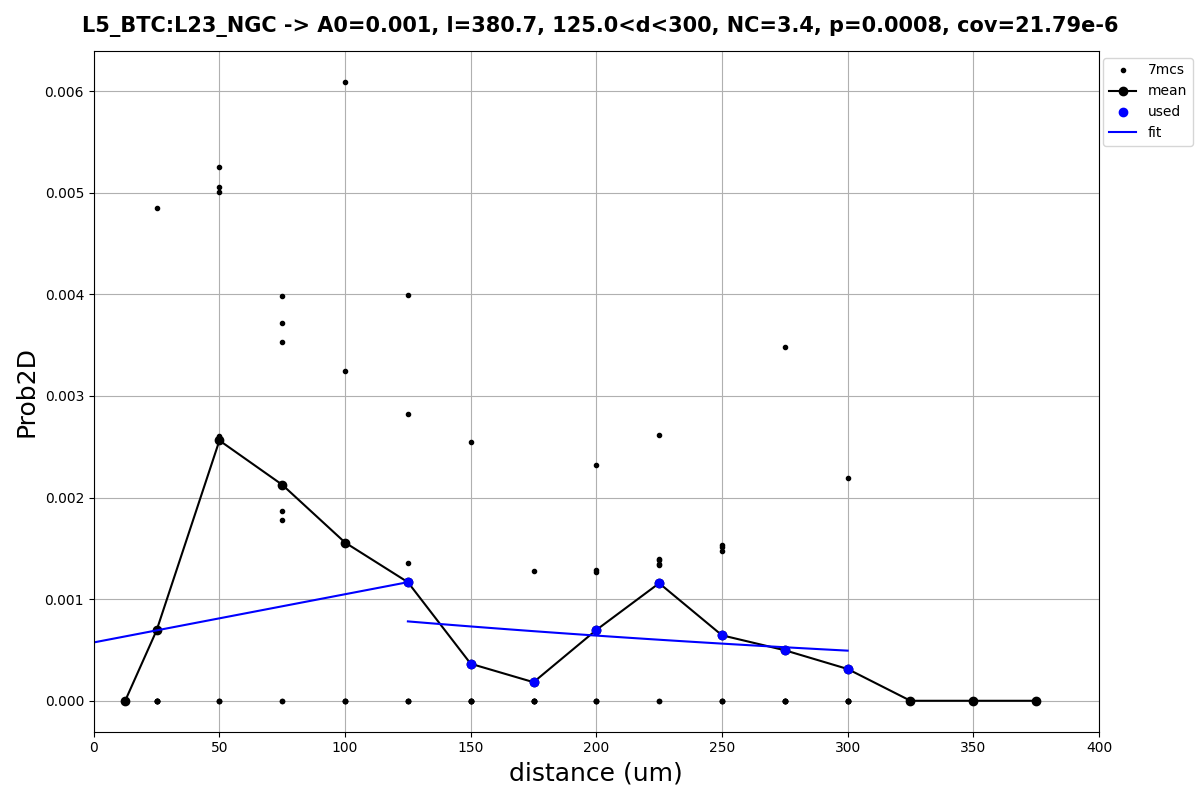 L5_BTC:L23_NGC -> A0=0.001, l=380.7, 125.0<d<300, NC=3.4, p=0.0008, cov=21.79e-6
7mcs
mean
used
fit
Prob2D
0.006
0.005
0.004
0.003
0.002
0.001
0.000
0 50 100 150 200 250 300 350 400
distance (um)